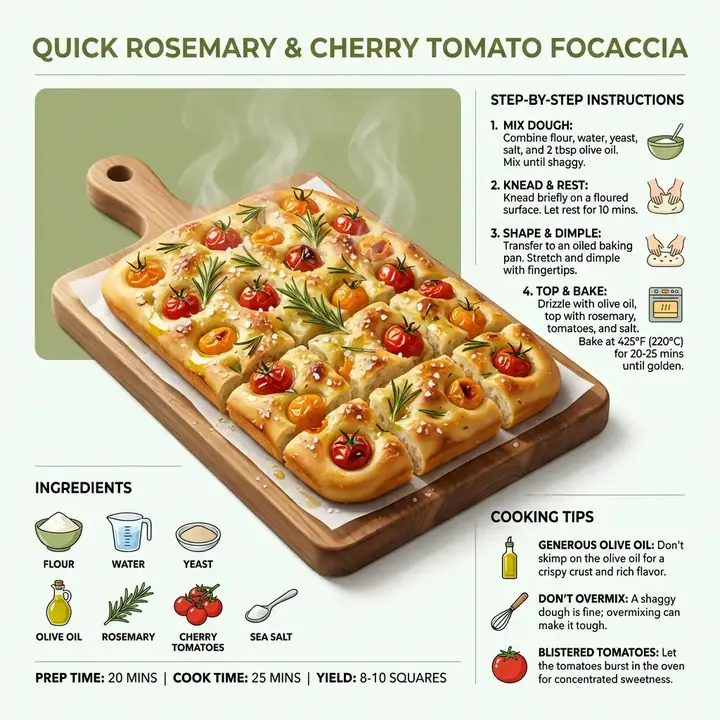 QUICK ROSEMARY & CHERRY TOMATO FOCACCIA
STEP-BY-STEP INSTRUCTIONS
1. MIX DOUGH:
Combine flour, water, yeast,
salt, and 2 tbsp olive oil.
Mix until shaggy.
2. KNEAD & REST:
Knead briefly on a floured
surface. Let rest for 10 mins.
3. SHAPE & DIMPLE:
Transfer to an oiled baking
pan. Stretch and dimple
with fingertips.
4. TOP & BAKE:
Drizzle with olive oil,
top with rosemary,
tomatoes, and salt.
Bake at 425°F (220°C)
for 20-25 mins
until golden.
INGREDIENTS
FLOUR
WATER
YEAST
OLIVE OIL
ROSEMARY
CHERRY
TOMATOES
SEA SALT
PREP TIME: 20 MINS | COOK TIME: 25 MINS | YIELD: 8-10 SQUARES
COOKING TIPS
GENEROUS OLIVE OIL: Don't
skimp on the olive oil for a
crispy crust and rich flavor.
DON'T OVERMIX: A shaggy
dough is fine; overmixing can
make it tough.
BLISTERED TOMATOES: Let
the tomatoes burst in the oven
for concentrated sweetness.